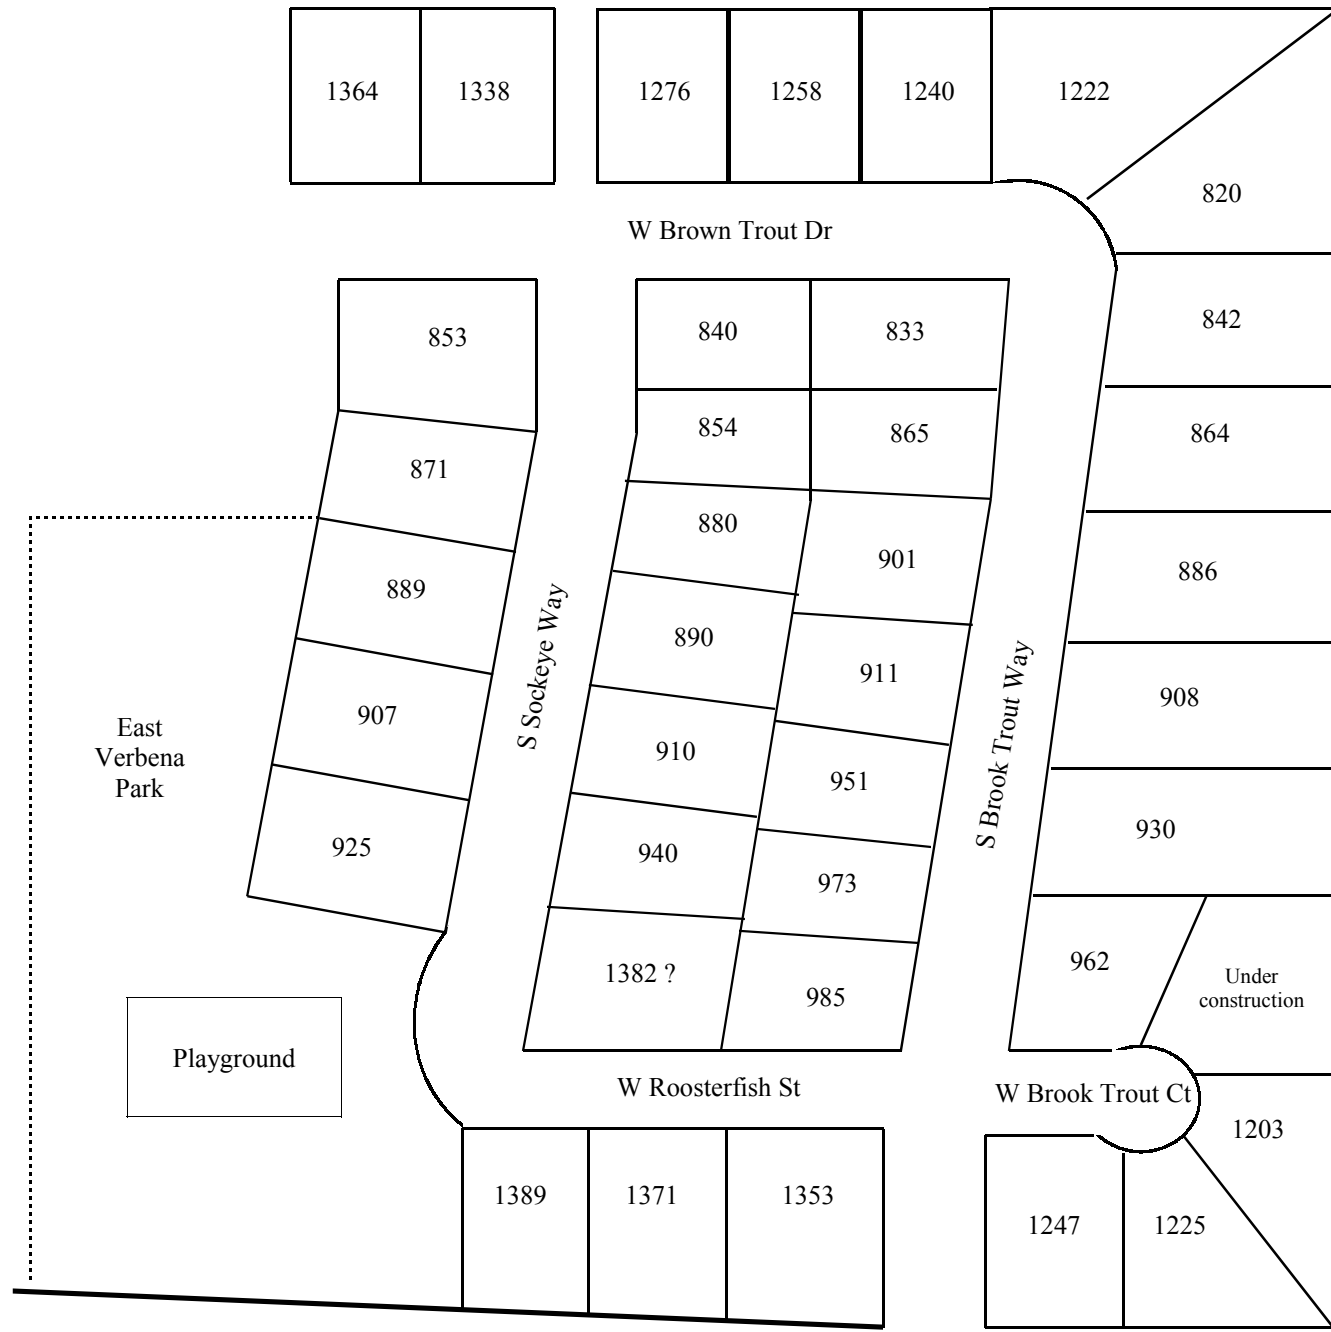 1364 1338 1276 1258 1240 1222
820
W Brown Trout Dr
853 840 833 842
871 854 865 864
889 880 901 886
890 911 908
907 910 951
925 940 973 930
1382 ? 985 962
S Sockeye Way
S Brook Trout Way
East
Verbena
Park
Under
construction
Playground
W Roosterfish St
W Brook Trout Ct
1203
1389 1371 1353 1247 1225